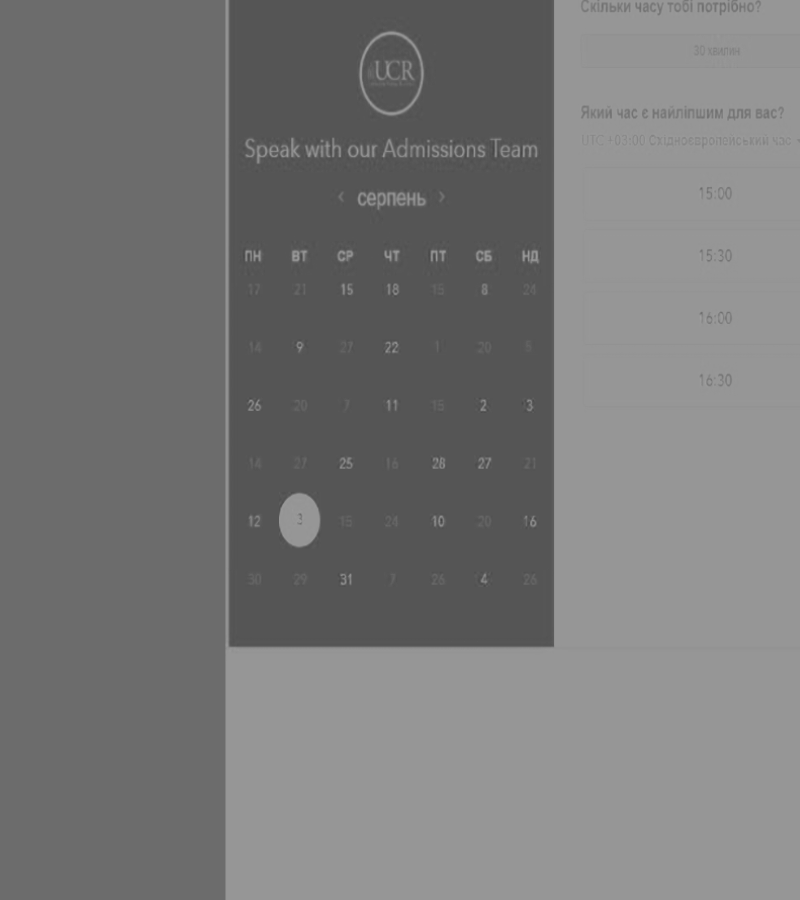 UCR
Speak with our Admissions Team
‹ серпень ›
ПН ВТ СР ЧТ ПТ СБ НД
17 21 15 18 15 8 24
14 9 27 22 1 20 6
26 20 7 11 15 2 3
14 27 25 16 28 27 21
12 3 15 24 10 20 16
30 29 31 7 26 4 26
Скільки часу тобі потрібно?
30 хвилин
Який час є найліпшим для вас?
UTC +03:00 Східноєвропейський час
15:00
15:30
16:00
16:30